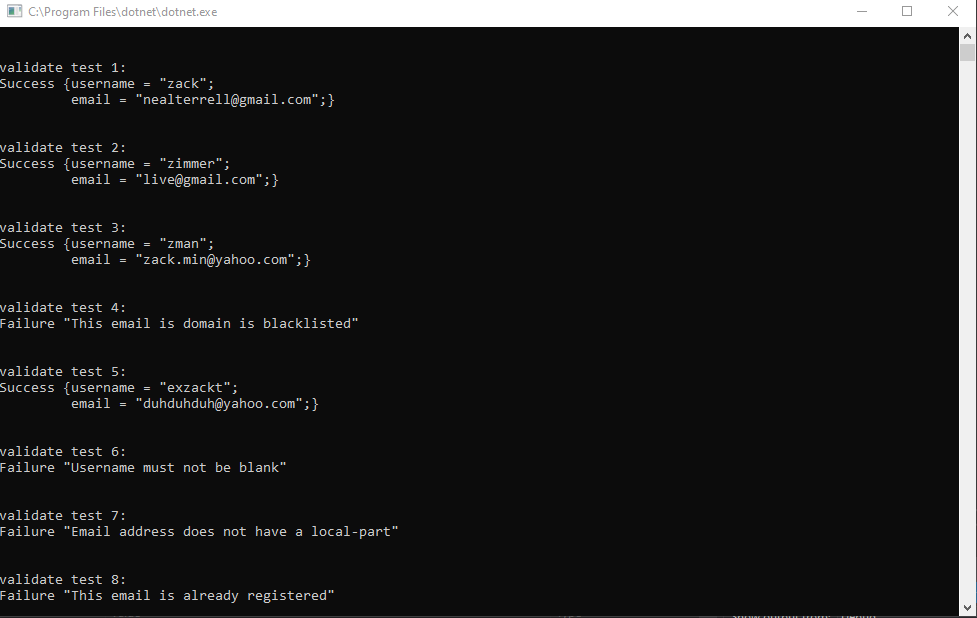 C:\Program Files\dotnet\dotnet.exe
validate test 1:
Success {username = "zack";
email = "nealterrell@gmail.com";}
validate test 2:
Success {username = "zimmer";
email = "live@gmail.com";}
validate test 3:
Success {username = "zman";
email = "zack.min@yahoo.com";}
validate test 4:
Failure "This email is domain is blacklisted"
validate test 5:
Success {username = "exzackt";
email = "duhduhduh@yahoo.com";}
validate test 6:
Failure "Username must not be blank"
validate test 7:
Failure "Email address does not have a local-part"
validate test 8:
Failure "This email is already registered"